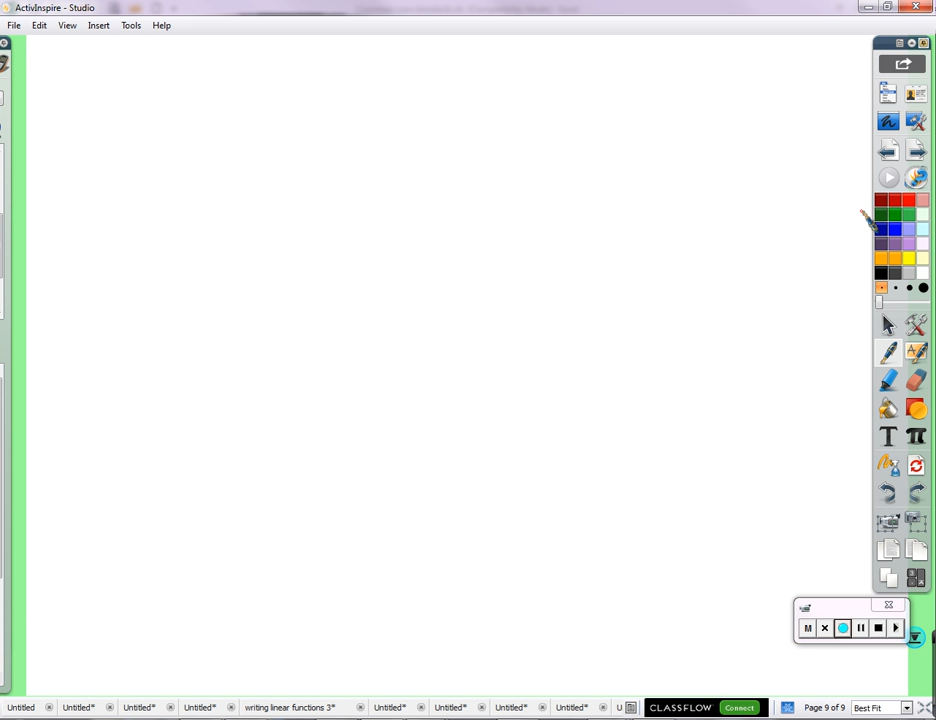 ActivInspire - Studio
File Edit View Insert Tools Help
T π
M
Untitled Untitled* Untitled* Untitled* writing linear functions 3* Untitled* Untitled* Untitled* Untitled* U CLASSFLOW Connect Page 9 of 9 Best Fit